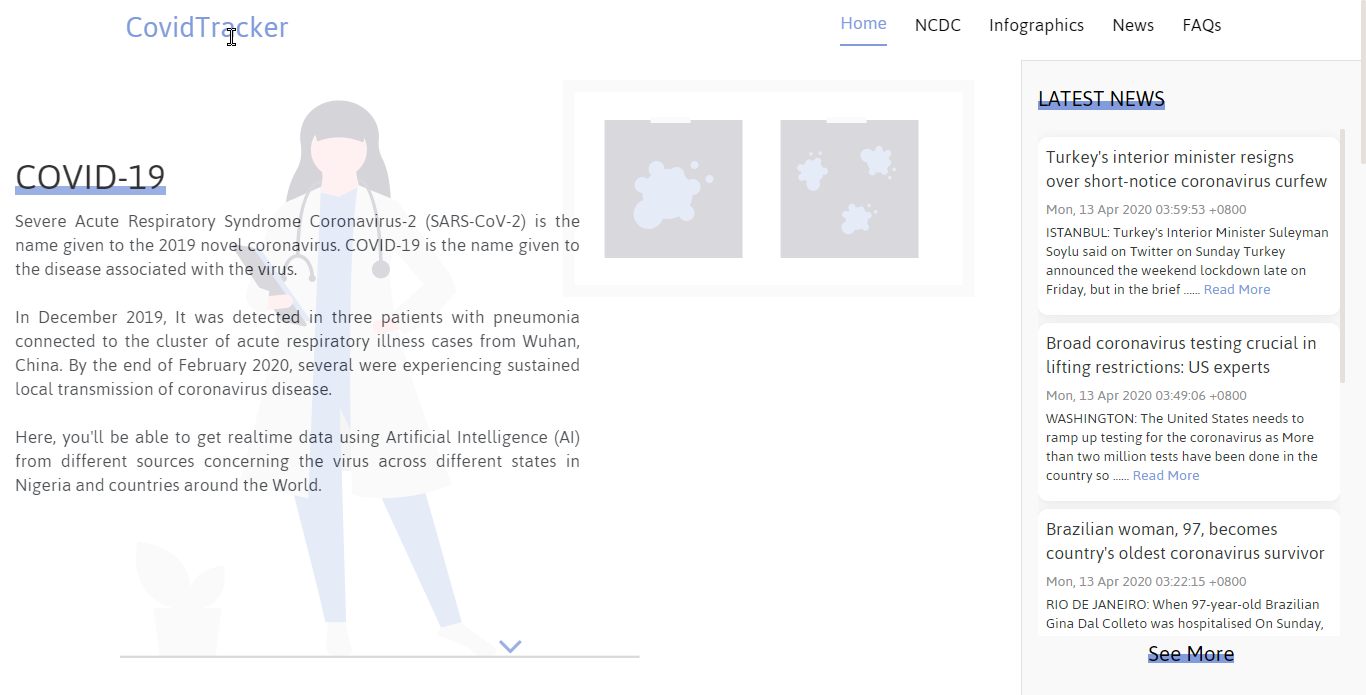 CovidTracker
Home NCDC Infographics News FAQs
COVID-19
Severe Acute Respiratory Syndrome Coronavirus-2 (SARS-CoV-2) is the
name given to the 2019 novel coronavirus. COVID-19 is the name given to
the disease associated with the virus.
In December 2019, It was detected in three patients with pneumonia
connected to the cluster of acute respiratory illness cases from Wuhan,
China. By the end of February 2020, several were experiencing sustained
local transmission of coronavirus disease.
Here, you'll be able to get realtime data using Artificial Intelligence (AI)
from different sources concerning the virus across different states in
Nigeria and countries around the World.
LATEST NEWS
Turkey's interior minister resigns
over short-notice coronavirus curfew
Mon, 13 Apr 2020 03:59:53 +0800
ISTANBUL: Turkey's Interior Minister Suleyman
Soylu said on Twitter on Sunday Turkey
announced the weekend lockdown late on
Friday, but in the brief ...... Read More
Broad coronavirus testing crucial in
lifting restrictions: US experts
Mon, 13 Apr 2020 03:49:06 +0800
WASHINGTON: The United States needs to
ramp up testing for the coronavirus as More
than two million tests have been done in the
country so ...... Read More
Brazilian woman, 97, becomes
country's oldest coronavirus survivor
Mon, 13 Apr 2020 03:22:15 +0800
RIO DE JANEIRO: When 97-year-old Brazilian
Gina Dal Colleto was hospitalised On Sunday,
See More